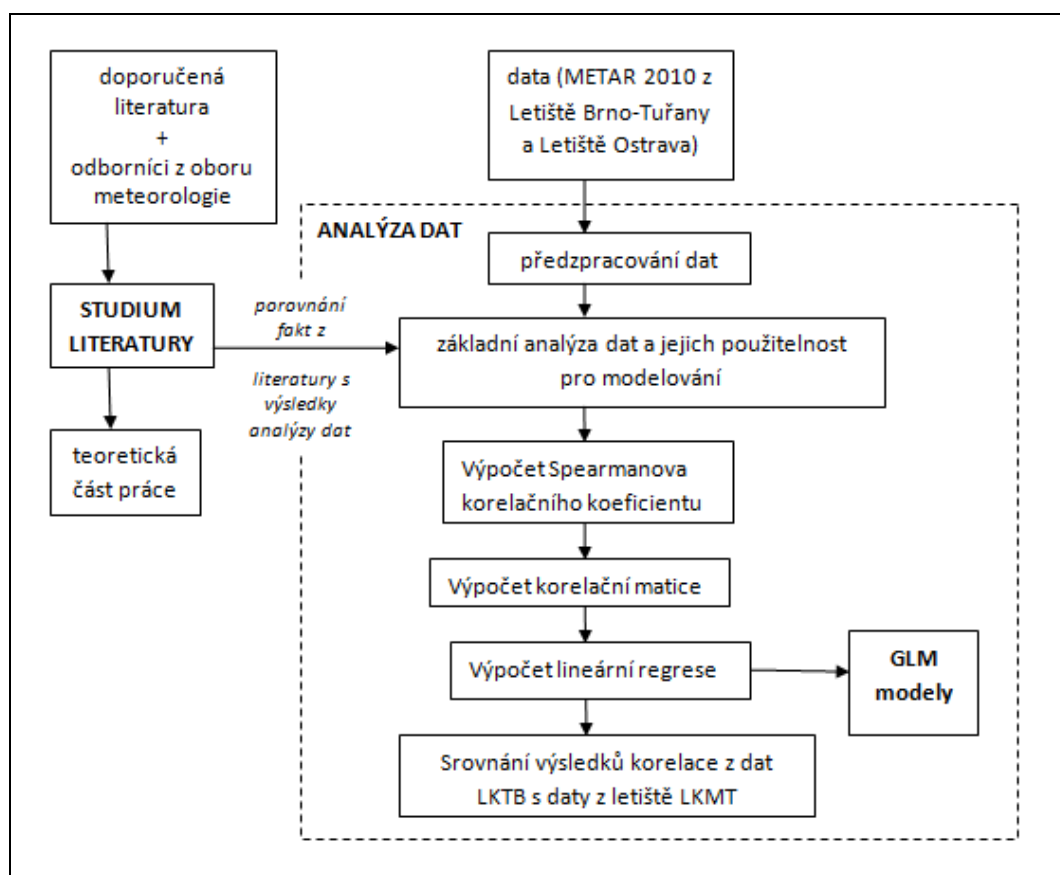 doporučená
literatura
+
odborníci z oboru
meteorologie
STUDIUM
LITERATURY
teoretická
část práce
porovnání
fakt z
literatury s
výsledky
analýzy dat
data (METAR 2010 z
Letiště Brno-Tuřany
a Letiště Ostrava)
ANALÝZA DAT
předzpracování dat
základní analýza dat a jejich použitelnost
pro modelování
Výpočet Spearmanova
korelačního koeficientu
Výpočet korelační matice
Výpočet lineární regrese
GLM
modely
Srovnání výsledků korelace z dat
LKTB s daty z letiště LKMT